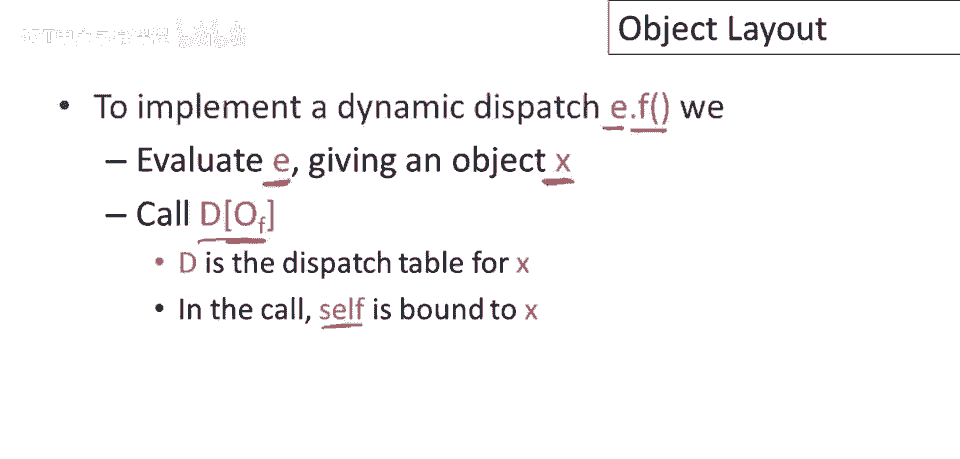 Object Layout
• To implement a dynamic dispatch e.f() we
– Evaluate e, giving an object x
– Call D[Of]
• D is the dispatch table for x
• In the call, self is bound to x